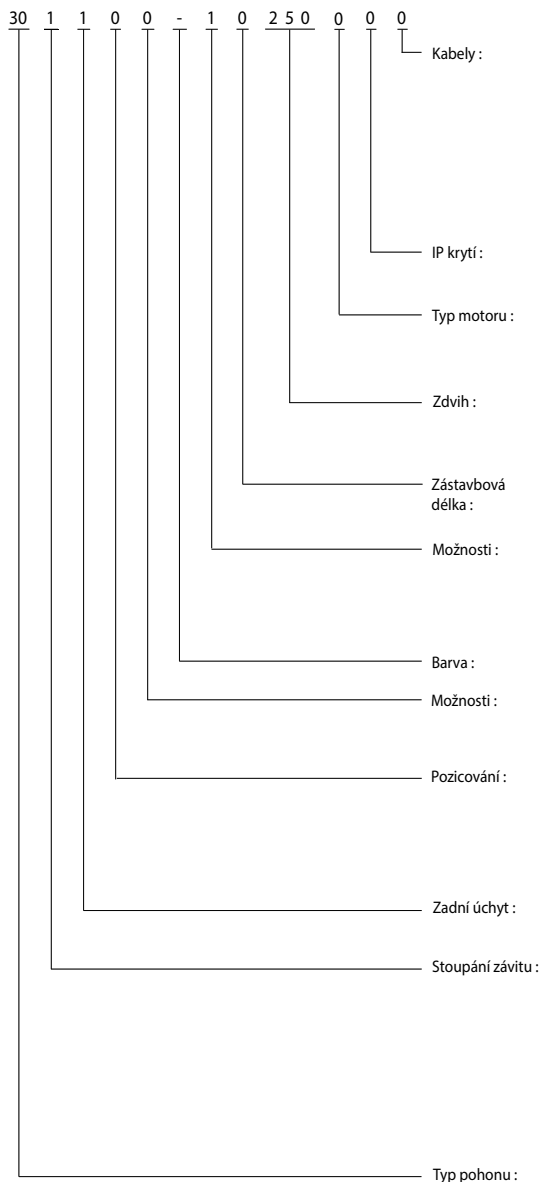 30 1 1 0 0 - 1 0 2 5 0 0 0 0
Kabely :
IP krytí :
Typ motoru :
Zdvih :
Zástavbová
délka :
Možnosti :
Barva :
Možnosti :
Pozicování :
Zadní úchyt :
Stoupání závitu :
Typ pohonu :